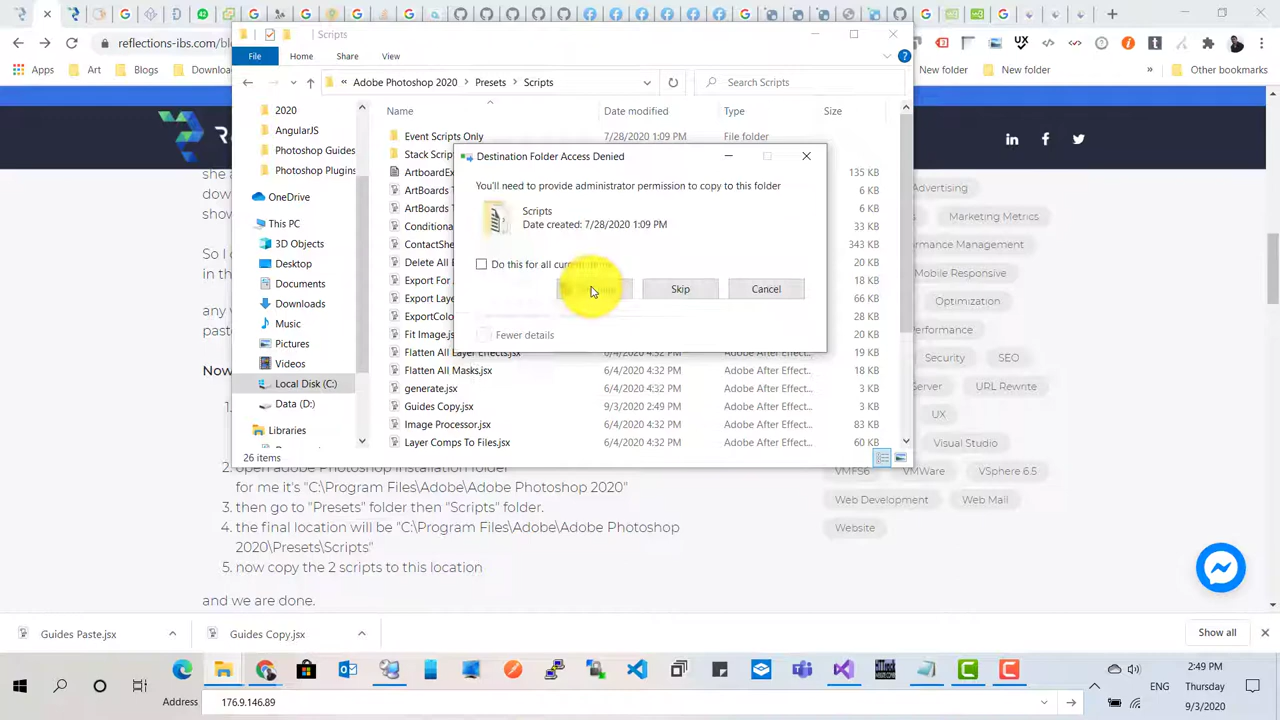 reflections-ibs.com/bl
Apps
Art
Blogs
Downloa
New folder
Other bookmarks
Scripts
File
Home
Share
View
Adobe Photoshop 2020
Presets
Scripts
Search Scripts
2020
AngularJS
Photoshop Guides
Photoshop Plugins
OneDrive
This PC
3D Objects
Desktop
Documents
Downloads
Music
Pictures
Videos
Local Disk (C:)
Data (D:)
Libraries
Name
Date modified
Type
Size
Event Scripts Only
7/28/2020 1:09 PM
File folder
Stack Scrip
ArtboardEx
135 KB
ArtBoards T
6 KB
ArtBoards T
6 KB
Conditiona
33 KB
ContactShe
343 KB
Delete All E
20 KB
Export For
18 KB
Export Laye
66 KB
ExportColo
28 KB
Fit Image.js
20 KB
Flatten All Layer Effects.jsx
6/4/2020 4:32 PM
Adobe After Effect...
19 KB
Flatten All Masks.jsx
6/4/2020 4:32 PM
Adobe After Effect...
18 KB
generate.jsx
6/4/2020 4:32 PM
Adobe After Effect...
3 KB
Guides Copy.jsx
9/3/2020 2:49 PM
Adobe After Effect...
3 KB
Image Processor.jsx
6/4/2020 4:32 PM
Adobe After Effect...
83 KB
Layer Comps To Files.jsx
6/4/2020 4:32 PM
Adobe After Effect...
60 KB
26 items
Destination Folder Access Denied
You'll need to provide administrator permission to copy to this folder
Scripts
Date created: 7/28/2020 1:09 PM
Do this for all current items
Skip
Cancel
Fewer details
she a
dow
show
So I
in th
any
paste
Now
1.
2. open adobe Photoshop installation folder
for me it's "C:\Program Files\Adobe\Adobe Photoshop 2020"
3. then go to "Presets" folder then "Scripts" folder.
4. the final location will be "C:\Program Files\Adobe\Adobe Photoshop
2020\Presets\Scripts"
5. now copy the 2 scripts to this location
and we are done.
Advertising
Marketing Metrics
rformance Management
Mobile Responsive
Optimization
Performance
Security
SEO
Server
URL Rewrite
UX
Visual Studio
VMFS6
VMWare
VSphere 6.5
Web Development
Web Mail
Website
Guides Paste.jsx
Guides Copy.jsx
Show all
ENG
2:49 PM
Thursday
9/3/2020
Address
176.9.146.89